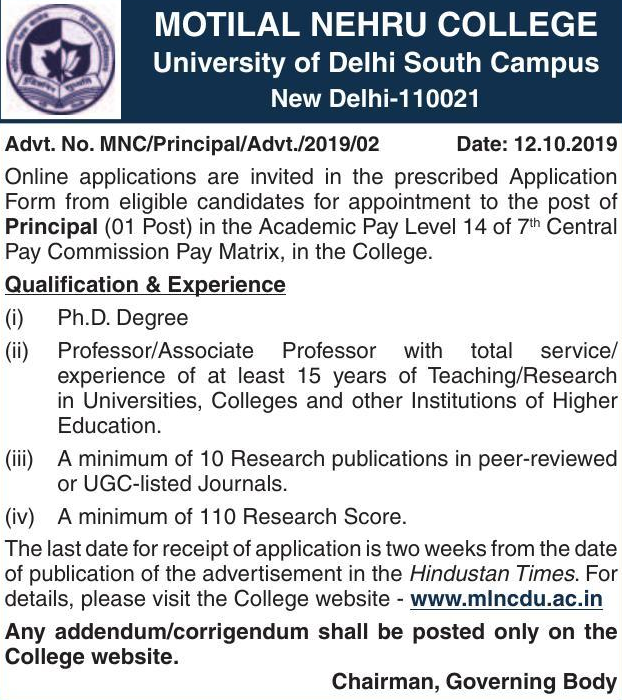 MOTILAL NEHRU COLLEGE
University of Delhi South Campus
New Delhi-110021
Advt. No. MNC/Principal/Advt./2019/02 Date: 12.10.2019
Online applications are invited in the prescribed Application
Form from eligible candidates for appointment to the post of
Principal (01 Post) in the Academic Pay Level 14 of 7th Central
Pay Commission Pay Matrix, in the College.
Qualification & Experience
(i) Ph.D. Degree
(ii) Professor/Associate Professor with total service/
experience of at least 15 years of Teaching/Research
in Universities, Colleges and other Institutions of Higher
Education.
(iii) A minimum of 10 Research publications in peer-reviewed
or UGC-listed Journals.
(iv) A minimum of 110 Research Score.
The last date for receipt of application is two weeks from the date
of publication of the advertisement in the Hindustan Times. For
details, please visit the College website - www.mlncdu.ac.in
Any addendum/corrigendum shall be posted only on the
College website.
Chairman, Governing Body